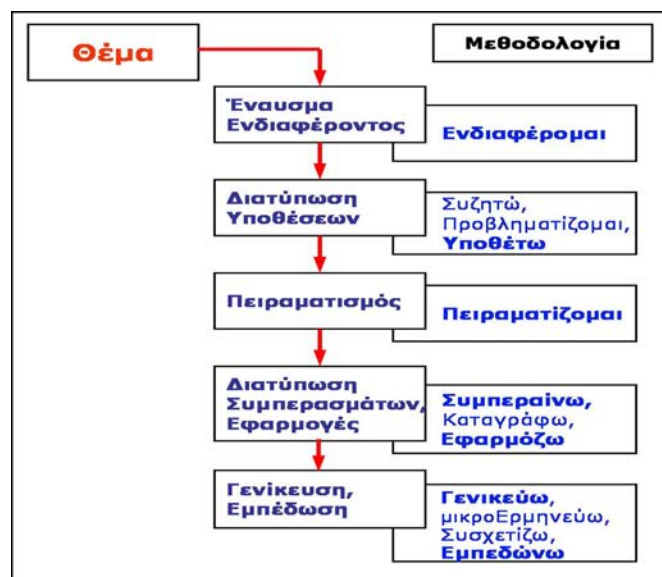 Θέμα
Μεθοδολογία
Έναυσμα
Ενδιαφέροντος
Ενδιαφέρομαι
Διατύπωση
Υποθέσεων
Συζητώ,
Προβληματίζομαι,
Υποθέτω
Πειραματισμός
Πειραματίζομαι
Διατύπωση
Συμπερασμάτων,
Εφαρμογές
Συμπεραίνω,
Καταγράφω,
Εφαρμόζω
Γενίκευση,
Εμπέδωση
Γενικεύω,
μικροΕρμηνεύω,
Συσχετίζω,
Εμπεδώνω